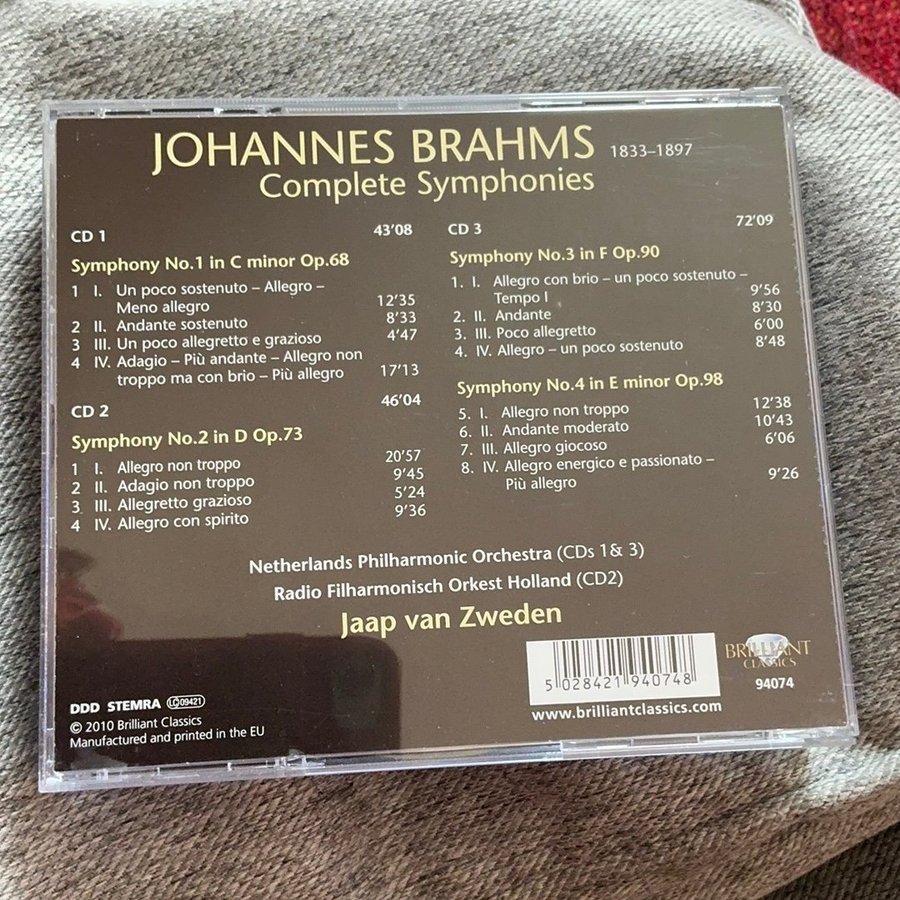 JOHANNES BRAHMS 1833–1897
Complete Symphonies
CD 1 43'08
Symphony No.1 in C minor Op.68
1 I. Un poco sostenuto – Allegro –
Meno allegro 12'35
2 II. Andante sostenuto 8'33
3 III. Un poco allegretto e grazioso 4'47
4 IV. Adagio – Più andante – Allegro non
troppo ma con brio – Più allegro 17'13
CD 2 46'04
Symphony No.2 in D Op.73
1 I. Allegro non troppo 20'57
2 II. Adagio non troppo 9'45
3 III. Allegretto grazioso 5'24
4 IV. Allegro con spirito 9'36
CD 3 72'09
Symphony No.3 in F Op.90
1. I. Allegro con brio – un poco sostenuto –
Tempo I 9'56
2. II. Andante 8'30
3. III. Poco allegretto 6'00
4. IV. Allegro – un poco sostenuto 8'48
Symphony No.4 in E minor Op.98
5. I. Allegro non troppo 12'38
6. II. Andante moderato 10'43
7. III. Allegro giocoso 6'06
8. IV. Allegro energico e passionato –
Più allegro 9'26
Netherlands Philharmonic Orchestra (CDs 1& 3)
Radio Filharmonisch Orkest Holland (CD2)
Jaap van Zweden
5 028421 940748
www.brilliantclassics.com
BRILLIANT
CLASSICS
94074
DDD STEMRA LC 09421
© 2010 Brilliant Classics
Manufactured and printed in the EU